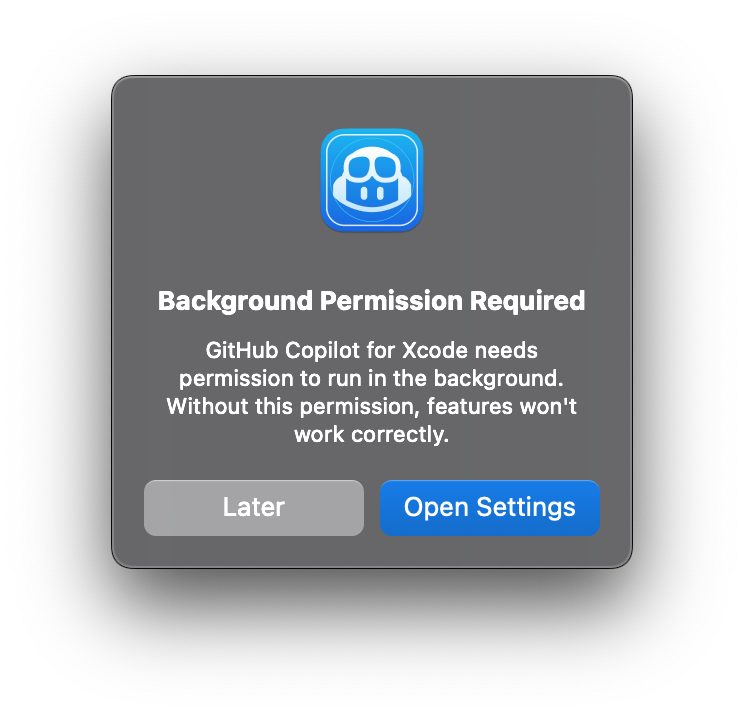 Background Permission Required
GitHub Copilot for Xcode needs
permission to run in the background.
Without this permission, features won't
work correctly.
Later
Open Settings